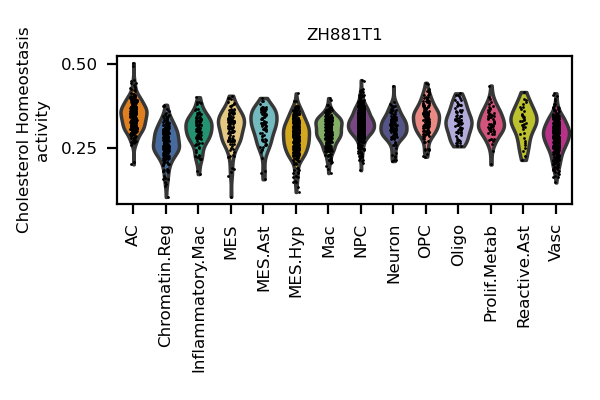 ZH881T1
Cholesterol Homeostasis
activity
0.50
0.25
AC
Chromatin.Reg
Inflammatory.Mac
MES
MES.Ast
MES.Hyp
Mac
NPC
Neuron
OPC
Oligo
Prolif.Metab
Reactive.Ast
Vasc